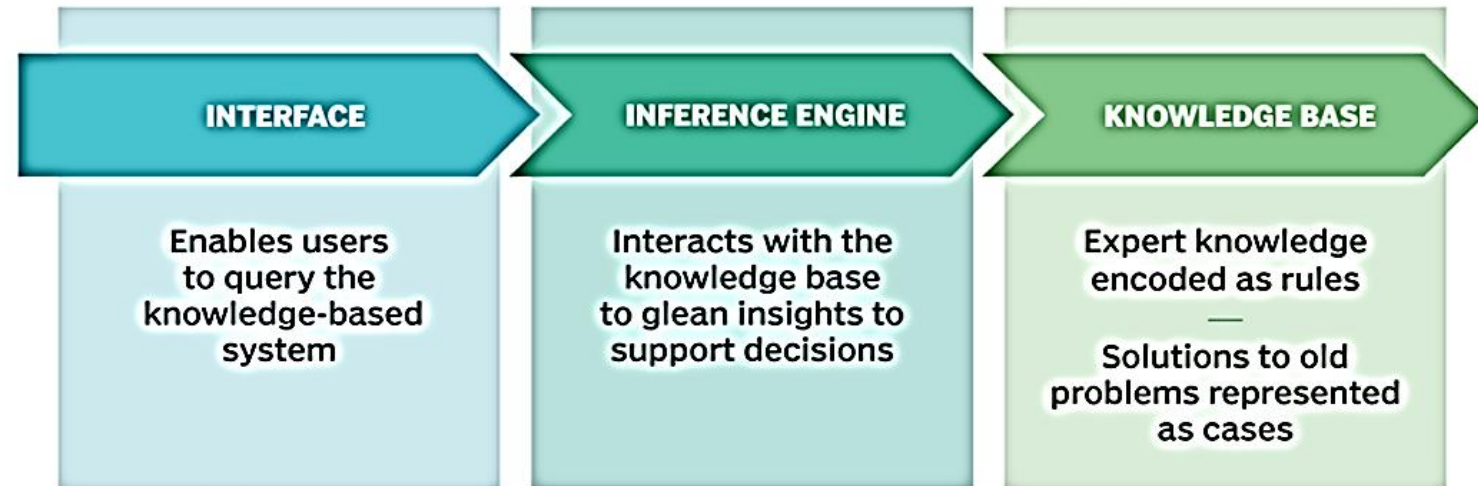 INTERFACE
Enables users
to query the
knowledge-based
system
INFERENCE ENGINE
Interacts with the
knowledge base
to glean insights to
support decisions
KNOWLEDGE BASE
Expert knowledge
encoded as rules
—
Solutions to old
problems represented
as cases